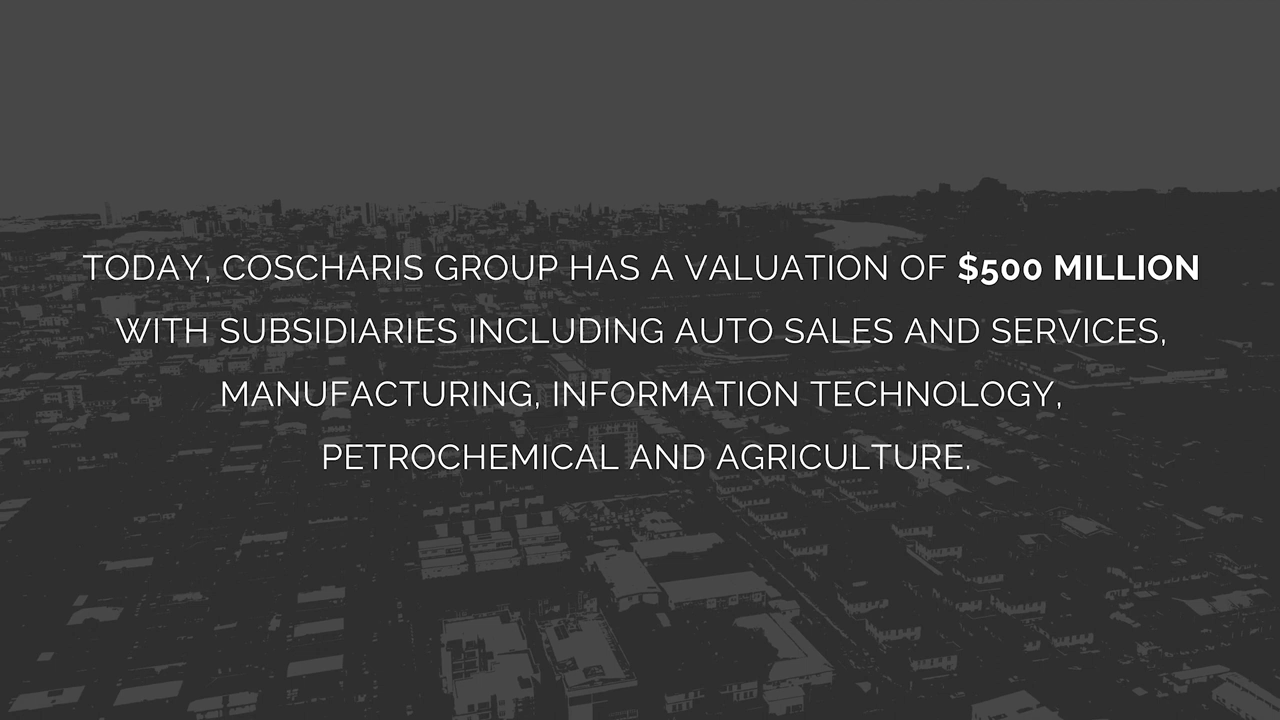 TODAY, COSCHARIS GROUP HAS A VALUATION OF $500 MILLION
WITH SUBSIDIARIES INCLUDING AUTO SALES AND SERVICES,
MANUFACTURING, INFORMATION TECHNOLOGY,
PETROCHEMICAL AND AGRICULTURE.